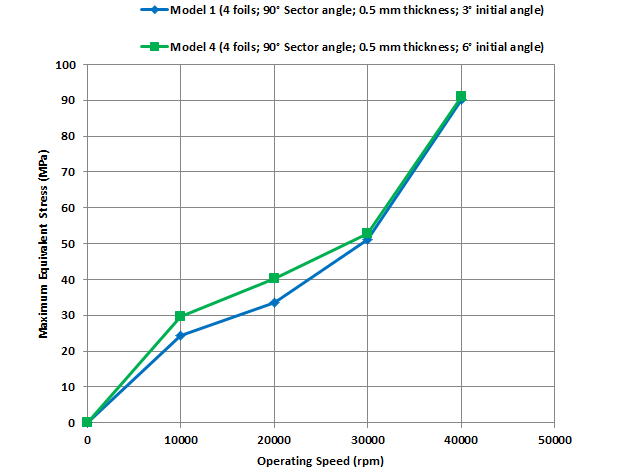 Model 1 (4 foils; 90° Sector angle; 0.5 mm thickness; 3° initial angle)
Model 4 (4 foils; 90° Sector angle; 0.5 mm thickness; 6° initial angle)
Maximum Equivalent Stress (MPa)
100
90
80
70
60
50
40
30
20
10
0
0 10000 20000 30000 40000 50000
Operating Speed (rpm)